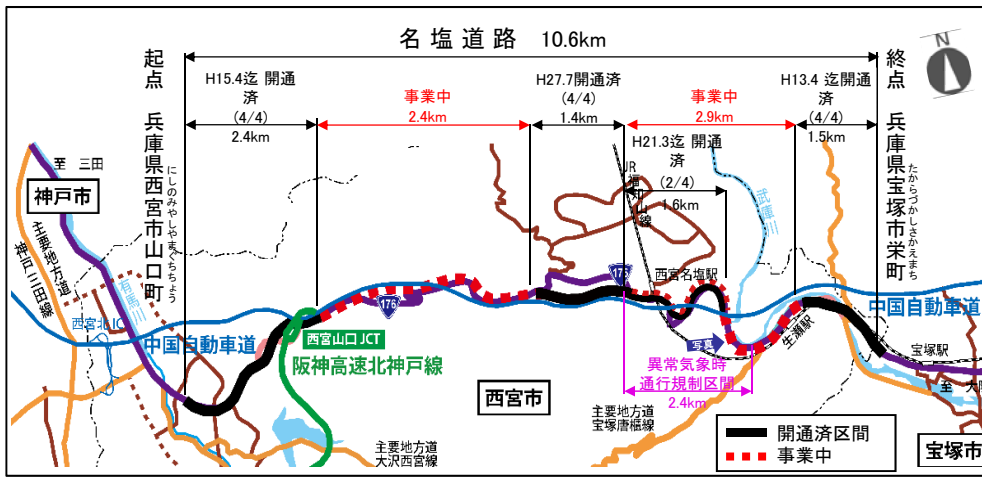 名塩道路 10.6km
起点 兵庫県西宮市山口町
にしのみやしやまぐちちょう
終点 兵庫県宝塚市栄町
たからづかしさかえまち
N
H15.4迄 開通
済
(4/4)
2.4km
事業中
2.4km
H27.7開通済
(4/4)
1.4km
事業中
2.9km
H13.4 迄開通
済
(4/4)
1.5km
H21.3迄 開通
済
(2/4)
1.6km
至 三田
神戸市
主要地方道
神戸三田線
有馬川
西宮北IC
中国自動車道
176
西宮山口JCT
阪神高速北神戸線
西宮市
主要地方道
大沢西宮線
JR福知山線
176
西宮名塩駅
武庫川
写真
生瀬駅
異常気象時
通行規制区間
2.4km
主要地方道
宝塚唐櫃線
中国自動車道
宝塚駅
至 大
宝塚市
開通済区間
事業中